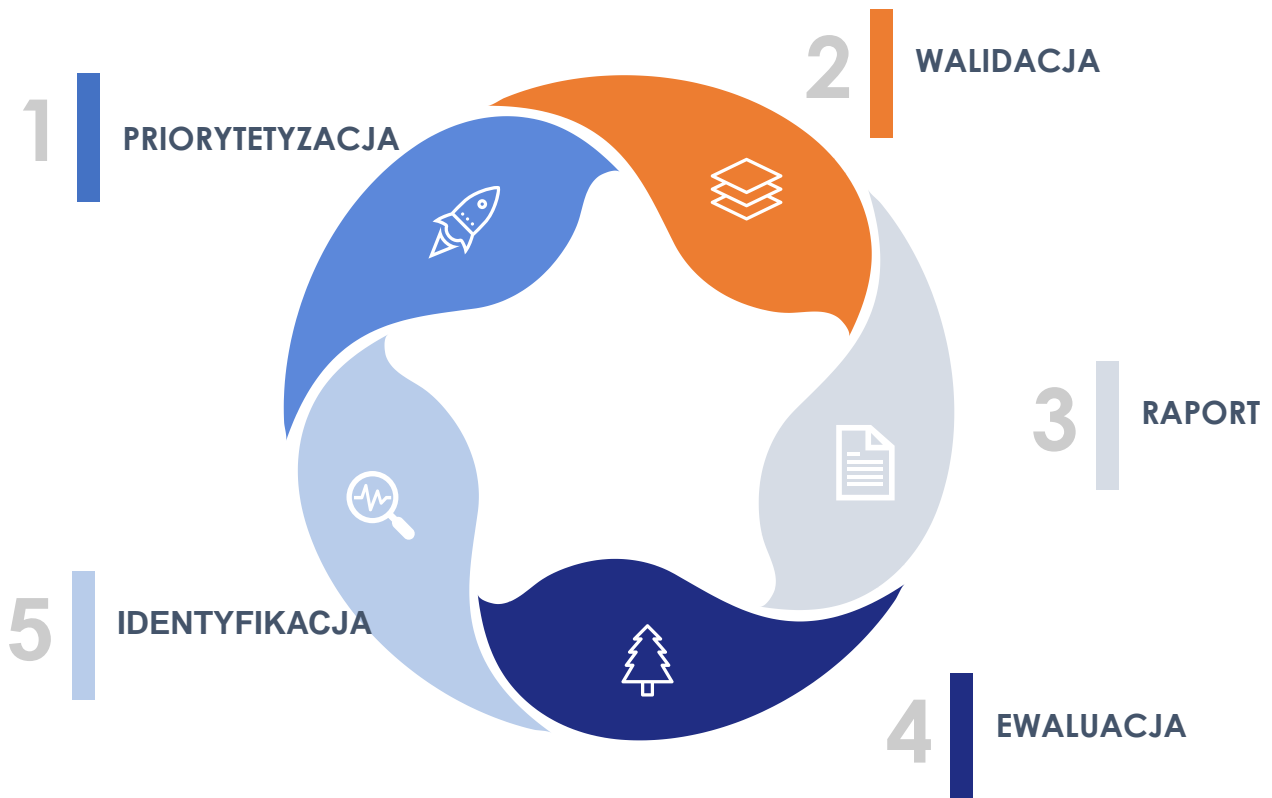 1
PRIORYTETYZACJA
2
WALIDACJA
3
RAPORT
4
EWALUACJA
5
IDENTYFIKACJA